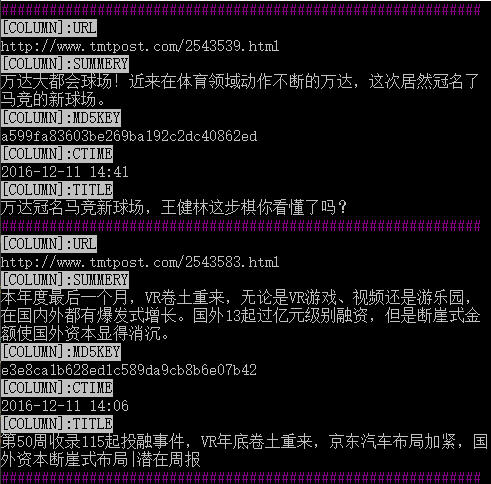 ################################################################
[COLUMN]:URL
http://www.tmtpost.com/2543539.html
[COLUMN]:SUMMERY
万达大都会球场！近来在体育领域动作不断的万达，这次居然冠名了
马竞的新球场。
[COLUMN]:MD5KEY
a599fa83603be269ba192c2dc40862ed
[COLUMN]:CTIME
2016-12-11 14:41
[COLUMN]:TITLE
万达冠名马竞新球场，王健林这步棋你看懂了吗？
################################################################
[COLUMN]:URL
http://www.tmtpost.com/2543583.html
[COLUMN]:SUMMERY
本年度最后一个月，VR卷土重来，无论是VR游戏、视频还是游乐园，
在国内外都有爆发式增长。国外13起过亿元级别融资，但是断崖式金
额使国外资本显得消沉。
[COLUMN]:MD5KEY
e3e8ca1b628ed1c589da9cb8b6e07b42
[COLUMN]:CTIME
2016-12-11 14:06
[COLUMN]:TITLE
第50周收录115起投融事件，VR年底卷土重来，京东汽车布局加紧，国
外资本断崖式布局|潜在周报
################################################################